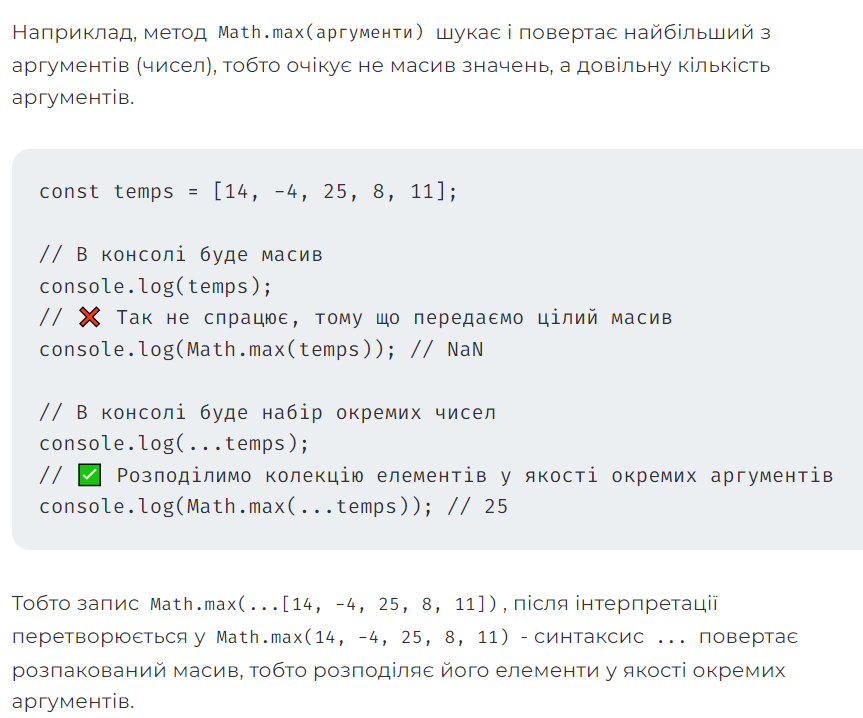 Наприклад, метод Math.max(аргументи) шукає і повертає найбільший з
аргументів (чисел), тобто очікує не масив значень, а довільну кількість
аргументів.
const temps = [14, -4, 25, 8, 11];
// В консолі буде масив
console.log(temps);
// ❌ Так не спрацює, тому що передаємо цілий масив
console.log(Math.max(temps)); // NaN
// В консолі буде набір окремих чисел
console.log(...temps);
// ✅ Розподілимо колекцію елементів у якості окремих аргументів
console.log(Math.max(...temps)); // 25
Тобто запис Math.max(...[14, -4, 25, 8, 11]), після інтерпретації
перетворюється у Math.max(14, -4, 25, 8, 11) - синтаксис ... повертає
розпакований масив, тобто розподіляє його елементи у якості окремих
аргументів.